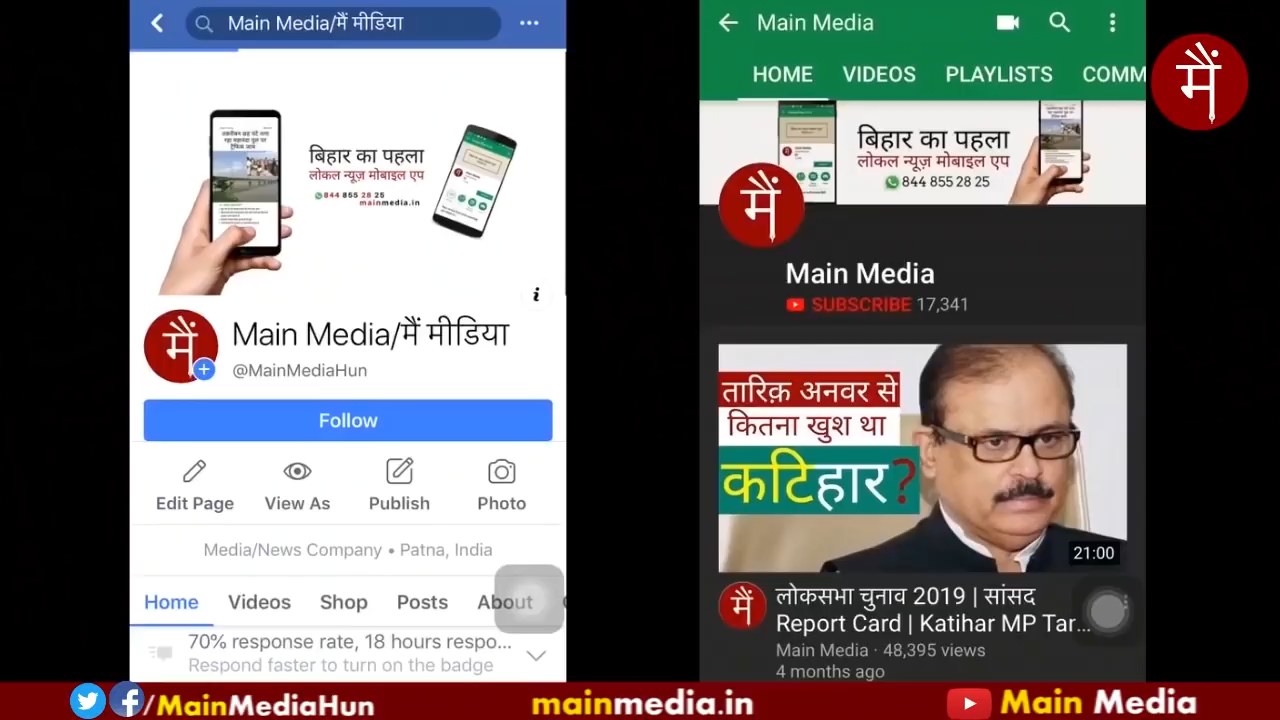 Main Media/मैं मीडिया
बिहार का पहला
लोकल न्यूज़ मोबाइल एप
844 855 28 25
mainmedia.in
मैं
Main Media/मैं मीडिया
@MainMediaHun
Follow
Edit Page
View As
Publish
Photo
Media/News Company • Patna, India
Home
Videos
Shop
Posts
About
70% response rate, 18 hours respo...
Respond faster to turn on the badge
Main Media
HOME
VIDEOS
PLAYLISTS
COMM
मैं
बिहार का पहला
लोकल न्यूज़ मोबाइल एप
844 855 28 25
मैं
Main Media
SUBSCRIBE 17,341
तारिक़ अनवर से
कितना खुश था
कटिहार?
21:00
मैं
लोकसभा चुनाव 2019 | सांसद
Report Card | Katihar MP Tar...
Main Media · 48,395 views
4 months ago
/MainMediaHun
mainmedia.in
Main Media